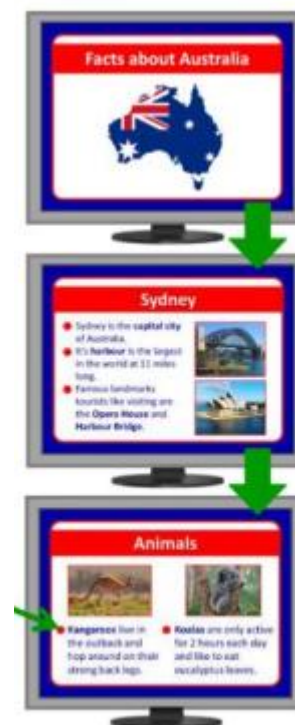 Facts about Australia
Sydney
Sydney is the capital city
of Australia.
It's harbour is the largest
in the world at 11 miles
long.
Famous landmarks
tourists like visiting are
the Opera House and
Harbour Bridge.
Animals
Kangaroos live in
the outback and
hop around on their
strong back legs.
Koalas are only active
for 2 hours each day
and like to eat
eucalyptus leaves.